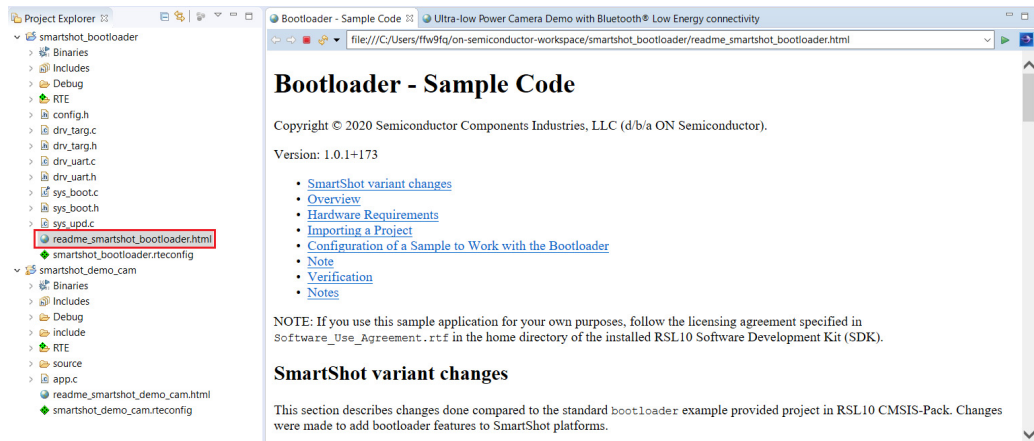 Project Explorer
smartshot_bootloader
Binaries
Includes
Debug
RTE
config.h
drv_targ.c
drv_targ.h
drv_uart.c
drv_uart.h
sys_boot.c
sys_boot.h
sys_upd.c
readme_smartshot_bootloader.html
smartshot_bootloader.rteconfig
smartshot_demo_cam
Binaries
Includes
Debug
include
RTE
source
app.c
readme_smartshot_demo_cam.html
smartshot_demo_cam.rteconfig
Bootloader - Sample Code
Ultra-low Power Camera Demo with Bluetooth® Low Energy connectivity
file:///C:/Users/ffw9fq/on-semiconductor-workspace/smartshot_bootloader/readme_smartshot_bootloader.html
Bootloader - Sample Code
Copyright © 2020 Semiconductor Components Industries, LLC (d/b/a ON Semiconductor).
Version: 1.0.1+173
• SmartShot variant changes
• Overview
• Hardware Requirements
• Importing a Project
• Configuration of a Sample to Work with the Bootloader
• Note
• Verification
• Notes
NOTE: If you use this sample application for your own purposes, follow the licensing agreement specified in
Software_Use_Agreement.rtf in the home directory of the installed RSL10 Software Development Kit (SDK).
SmartShot variant changes
This section describes changes done compared to the standard bootloader example provided project in RSL10 CMSIS-Pack. Changes
were made to add bootloader features to SmartShot platforms.